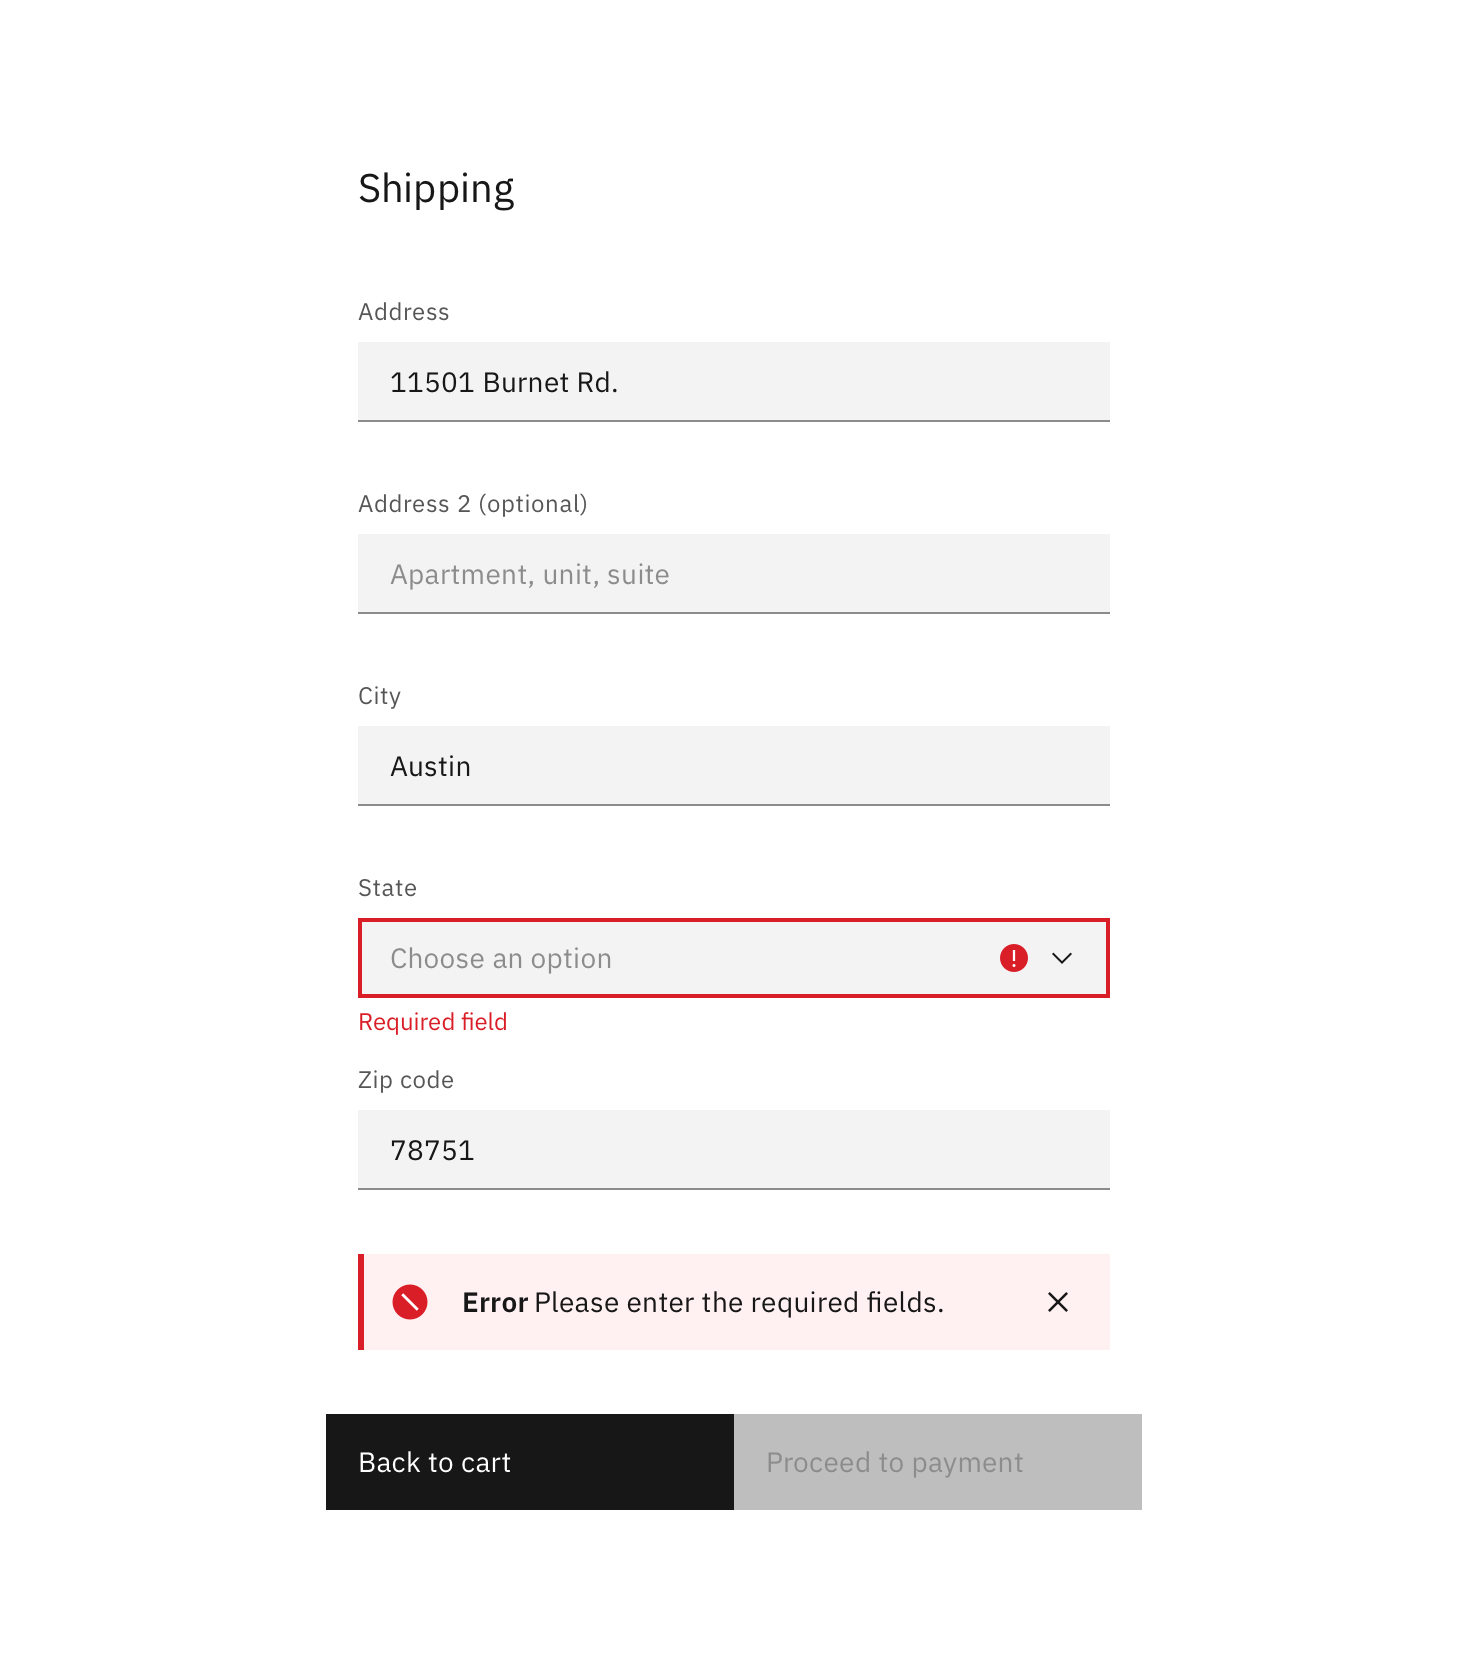 Shipping
Address
11501 Burnet Rd.
Address 2 (optional)
Apartment, unit, suite
City
Austin
State
Choose an option
Required field
Zip code
78751
Error Please enter the required fields.
Back to cart
Proceed to payment